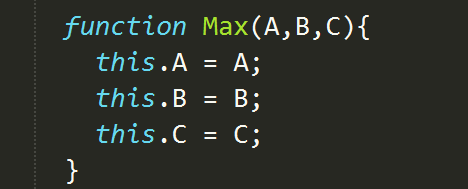 function Max(A,B,C){
this.A = A;
this.B = B;
this.C = C;
}